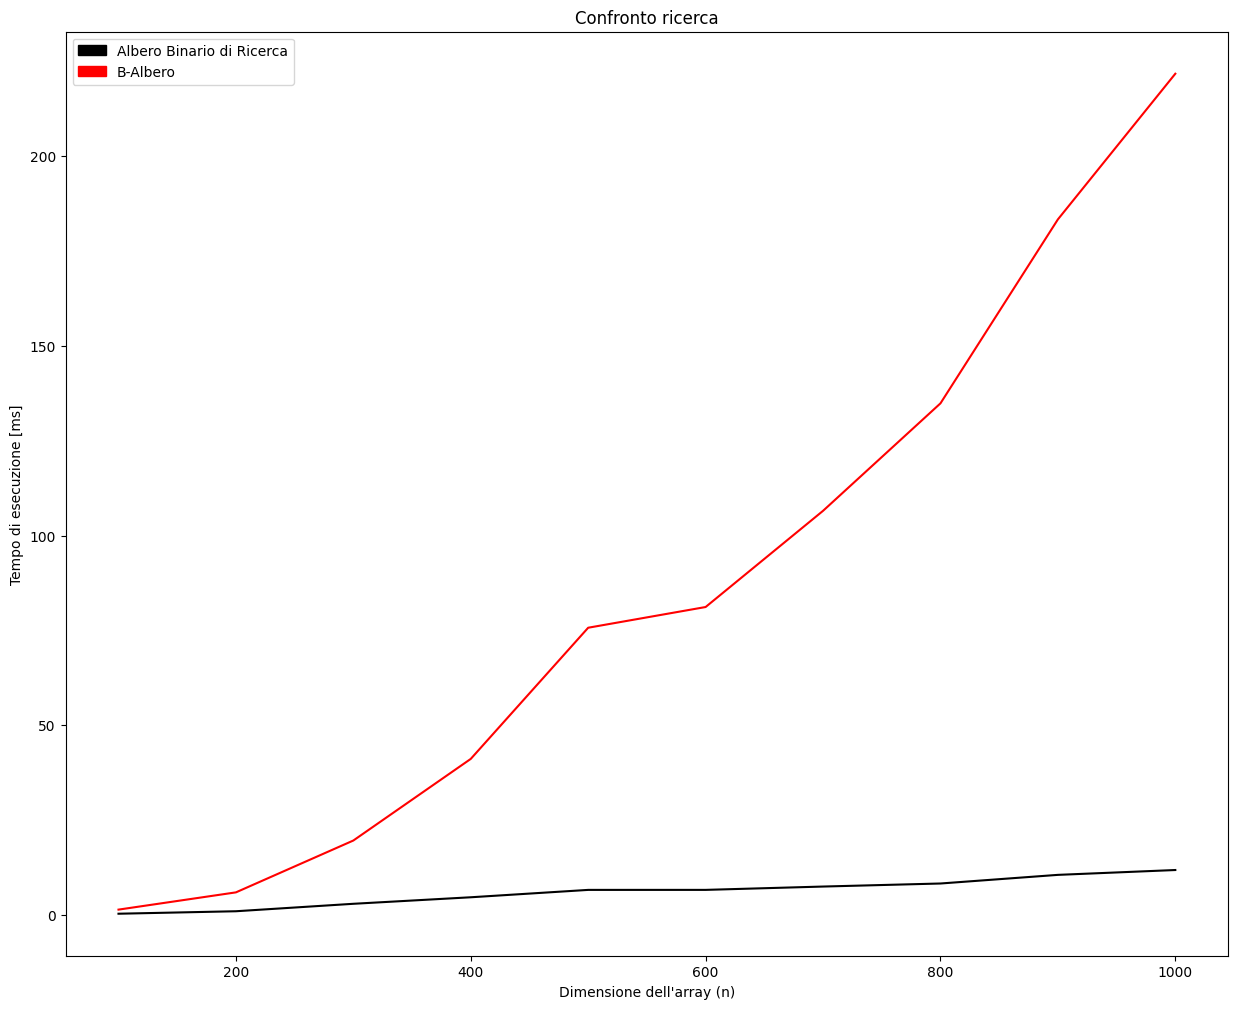 Confronto ricerca
Albero Binario di Ricerca
B-Albero
Tempo di esecuzione [ms]
200
150
100
50
0
200 400 600 800 1000
Dimensione dell'array (n)